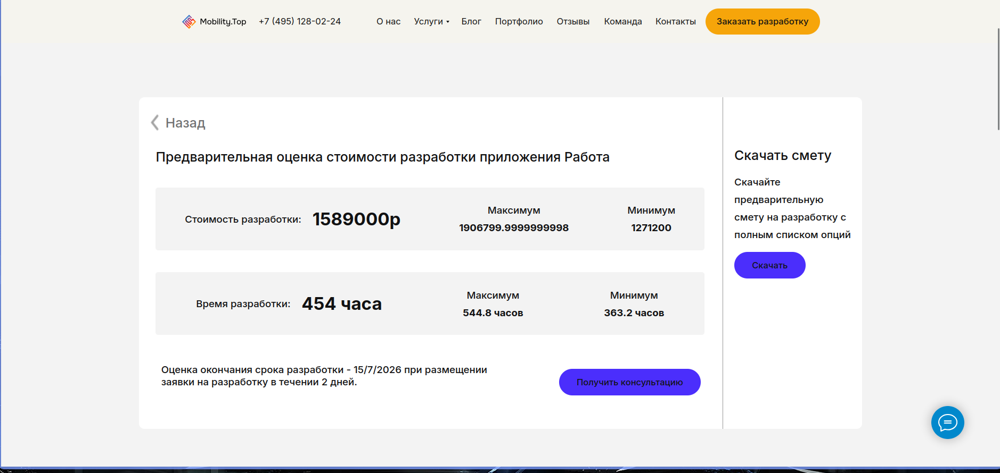 Mobility.Top +7 (495) 128-02-24 О нас Услуги Блог Портфолио Отзывы Команда Контакты Заказать разработку
Назад
Предварительная оценка стоимости разработки приложения Работа
Стоимость разработки: 1589000р
Максимум
1906799.9999999998
Минимум
1271200
Время разработки: 454 часа
Максимум
544.8 часов
Минимум
363.2 часов
Оценка окончания срока разработки - 15/7/2026 при размещении
заявки на разработку в течении 2 дней.
Получить консультацию
Скачать смету
Скачайте
предварительную
смету на разработку с
полным списком опций
Скачать